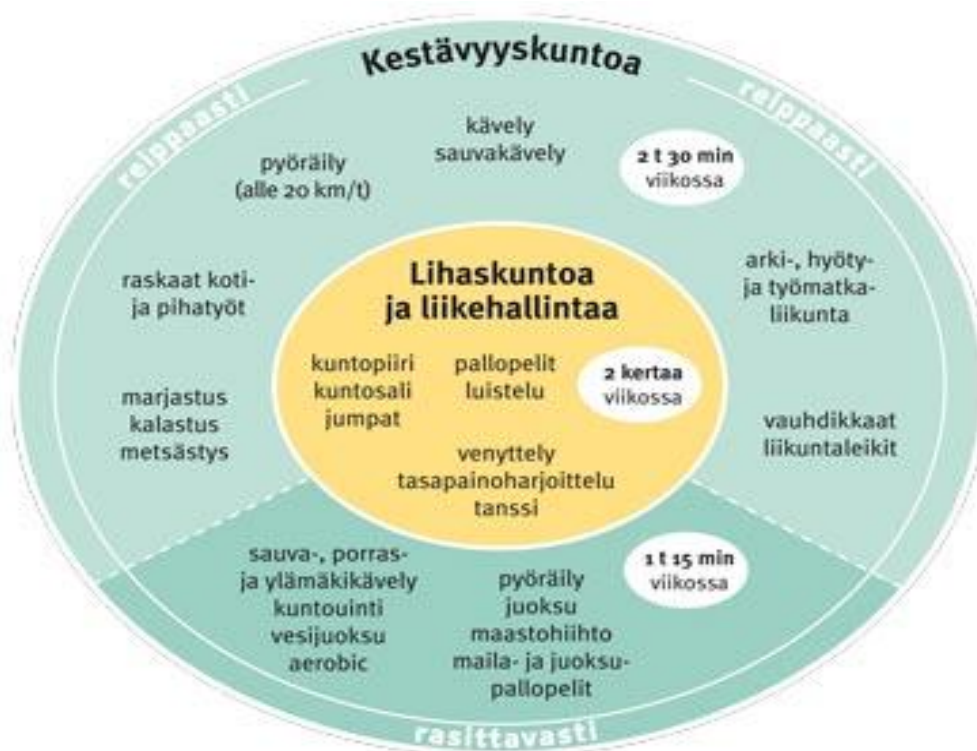 Kestävyyskuntoa
reippaasti
reippaasti
kävely
sauvakävely
2 t 30 min
viikossa
pyöräily
(alle 20 km/t)
raskaat koti-
ja pihatyöt
arki-, hyöty-
ja työmatka-
liikunta
marjastus
kalastus
metsästys
vauhdikkaat
liikuntaleikit
Lihaskuntoa
ja liikehallintaa
kuntopiiri
kuntosali
jumpat
pallopelit
luistelu
2 kertaa
viikossa
venyttely
tasapainoharjoittelu
tanssi
sauva-, porras-
ja ylämäkikävely
kuntouinti
vesijuoksu
aerobic
pyöräily
juoksu
maastohiihto
maila- ja juoksu-
pallopelit
1 t 15 min
viikossa
rasittavasti